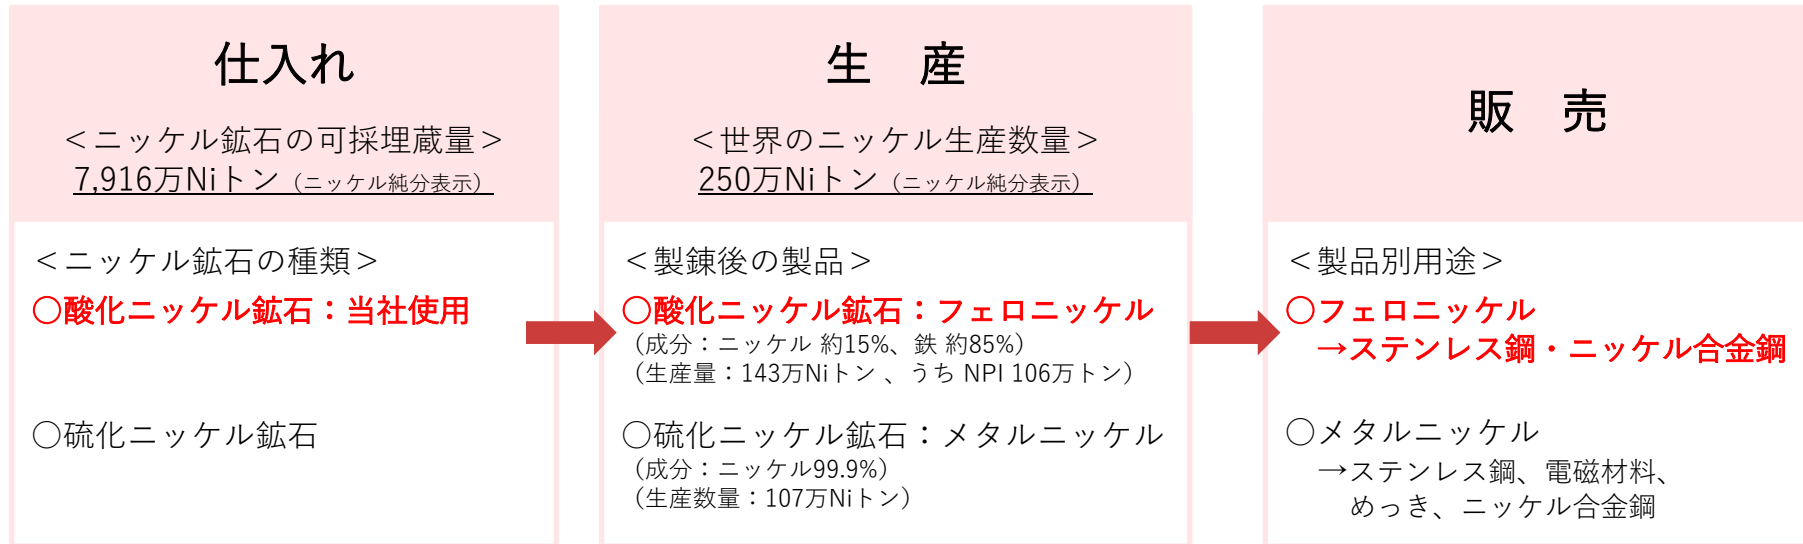 仕入れ
＜ニッケル鉱石の可採埋蔵量＞
7,916万Niトン（ニッケル純分表示）
＜ニッケル鉱石の種類＞
○酸化ニッケル鉱石：当社使用
○硫化ニッケル鉱石
生　産
＜世界のニッケル生産数量＞
250万Niトン（ニッケル純分表示）
＜製錬後の製品＞
○酸化ニッケル鉱石：フェロニッケル
（成分：ニッケル 約15%、鉄 約85%）
（生産量：143万Niトン 、うち NPI 106万トン）
○硫化ニッケル鉱石：メタルニッケル
（成分：ニッケル99.9%）
（生産数量：107万Niトン）
販　売
＜製品別用途＞
○フェロニッケル
→ステンレス鋼・ニッケル合金鋼
○メタルニッケル
→ステンレス鋼、電磁材料、
めっき、ニッケル合金鋼